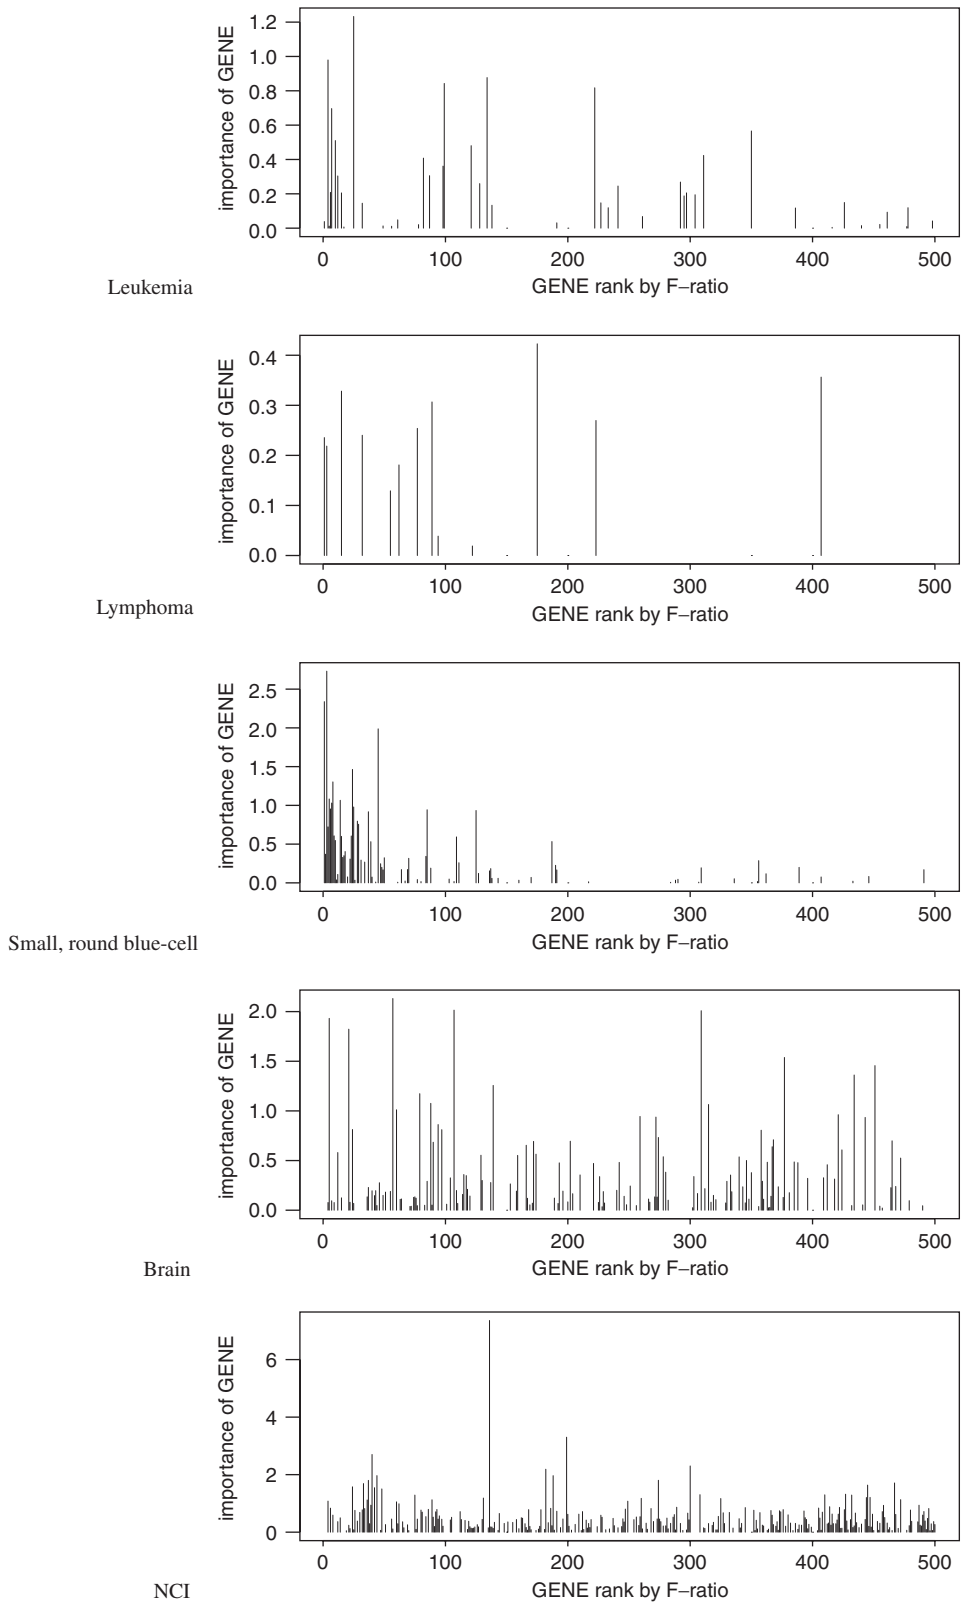 importance of GENE
1.2
1.0
0.8
0.6
0.4
0.2
0.0
0 100 200 300 400 500
GENE rank by F–ratio
Leukemia
importance of GENE
0.4
0.3
0.2
0.1
0.0
0 100 200 300 400 500
GENE rank by F–ratio
Lymphoma
importance of GENE
2.5
2.0
1.5
1.0
0.5
0.0
0 100 200 300 400 500
GENE rank by F–ratio
Small, round blue-cell
importance of GENE
2.0
1.5
1.0
0.5
0.0
0 100 200 300 400 500
GENE rank by F–ratio
Brain
importance of GENE
6
4
2
0
0 100 200 300 400 500
GENE rank by F–ratio
NCI